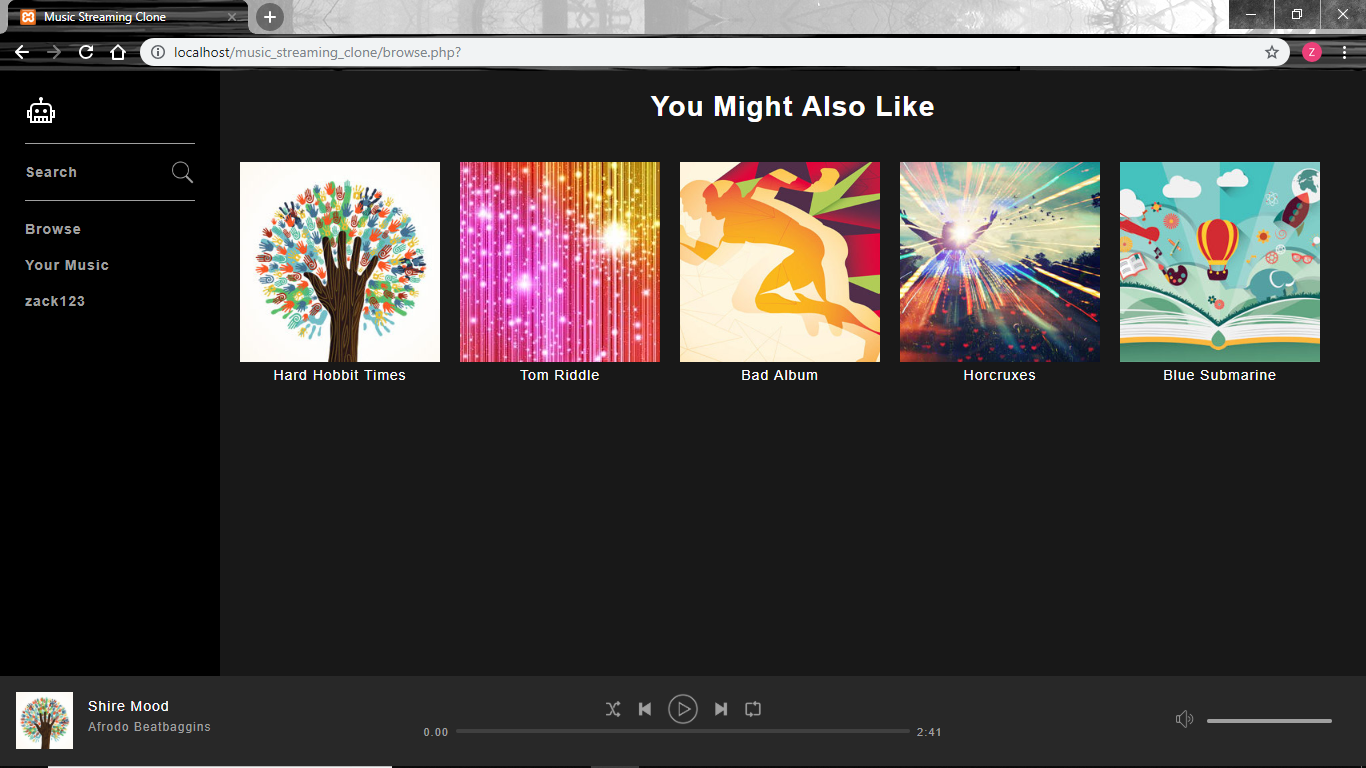 Music Streaming Clone
localhost/music_streaming_clone/browse.php?
Z
You Might Also Like
Search
Browse
Your Music
zack123
Hard Hobbit Times
Tom Riddle
Bad Album
Horcruxes
Blue Submarine
Shire Mood
Afrodo Beatbaggins
0.00
2:41